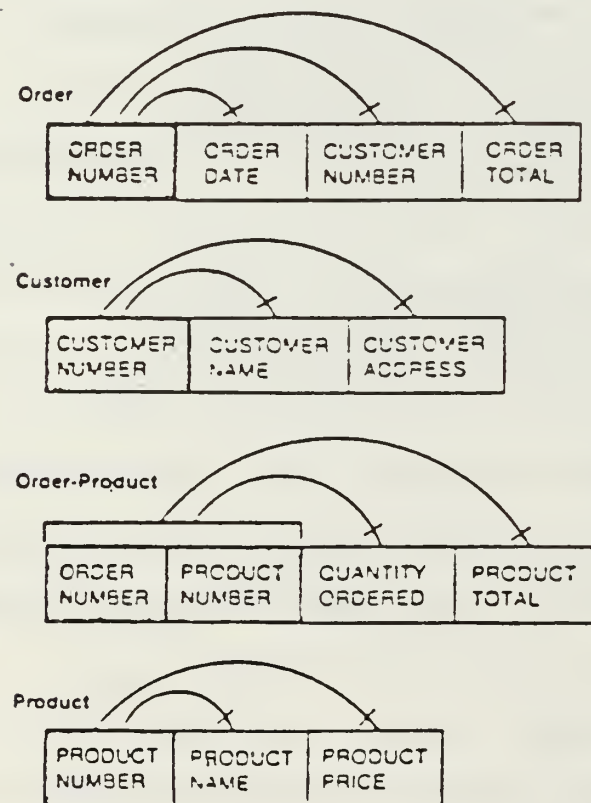 Order
ORDER ORDER CUSTOMER ORDER
NUMBER DATE NUMBER TOTAL
Customer
CUSTOMER CUSTOMER CUSTOMER
NUMBER NAME ADDRESS
Order-Product
ORDER PRODUCT QUANTITY PRODUCT
NUMBER NUMBER ORDERED TOTAL
Product
PRODUCT PRODUCT PRODUCT
NUMBER NAME PRICE